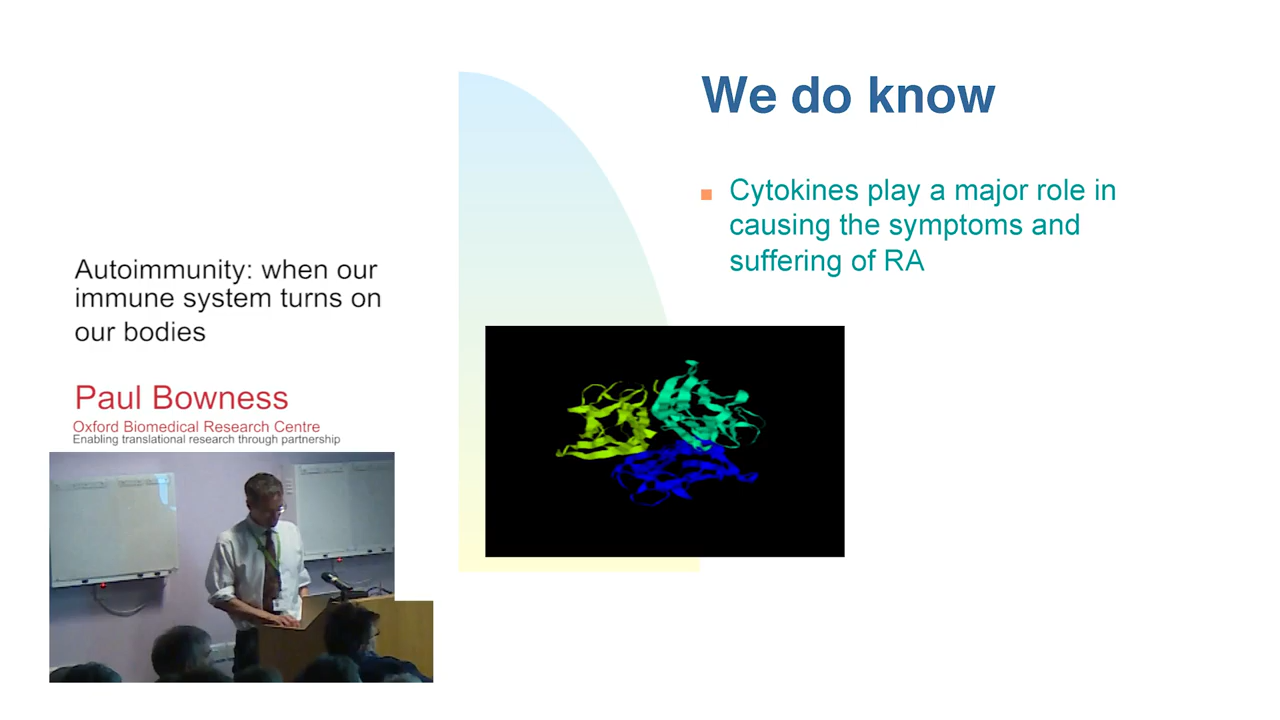 We do know
Cytokines play a major role in
causing the symptoms and
suffering of RA
Autoimmunity: when our
immune system turns on
our bodies
Paul Bowness
Oxford Biomedical Research Centre
Enabling translational research through partnership